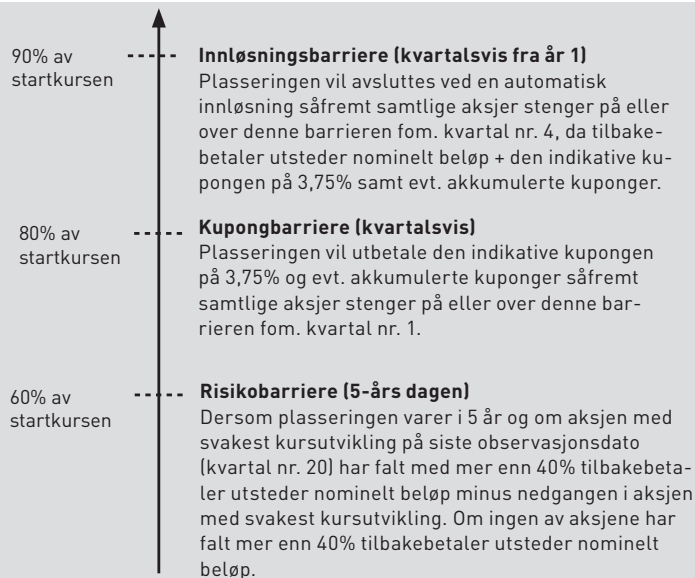 90% av
startkursen
Innløsningsbarriere (kvartalsvis fra år 1)
Plasseringen vil avsluttes ved en automatisk
innløsning såfremt samtlige aksjer stenger på eller
over denne barrieren fom. kvartal nr. 4, da tilbake-
betaler utsteder nominelt beløp + den indikative ku-
pongen på 3,75% samt evt. akkumulerte kuponger.
80% av
startkursen
Kupongbarriere (kvartalsvis)
Plasseringen vil utbetale den indikative kupongen
på 3,75% og evt. akkumulerte kuponger såfremt
samtlige aksjer stenger på eller over denne bar-
rieren fom. kvartal nr. 1.
60% av
startkursen
Risikobarriere (5-års dagen)
Dersom plasseringen varer i 5 år og om aksjen med
svakest kursutvikling på siste observasjonsdato
(kvartal nr. 20) har falt med mer enn 40% tilbakebeta-
ler utsteder nominelt beløp minus nedgangen i aksjen
med svakest kursutvikling. Om ingen av aksjene har
falt mer enn 40% tilbakebetaler utsteder nominelt
beløp.